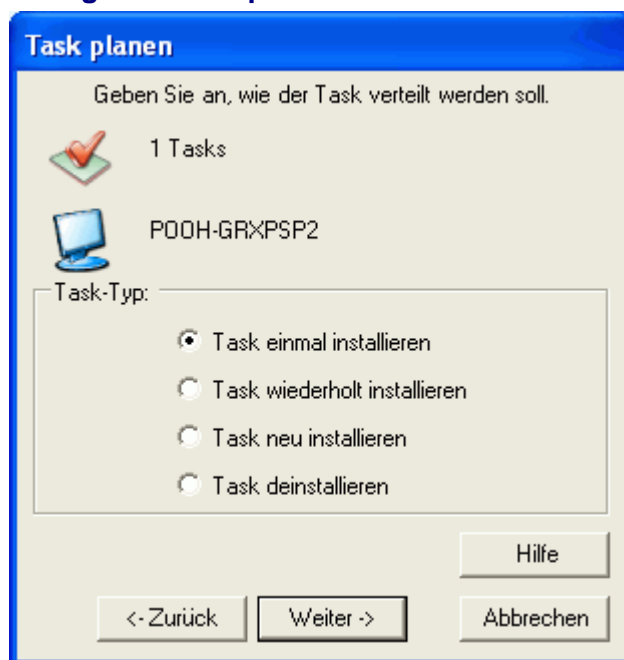 Task planen
Geben Sie an, wie der Task verteilt werden soll.
1 Tasks
POOH-GRXPSP2
Task-Typ:
Task einmal installieren
Task wiederholt installieren
Task neu installieren
Task deinstallieren
Hilfe
<- Zurück
Weiter ->
Abbrechen